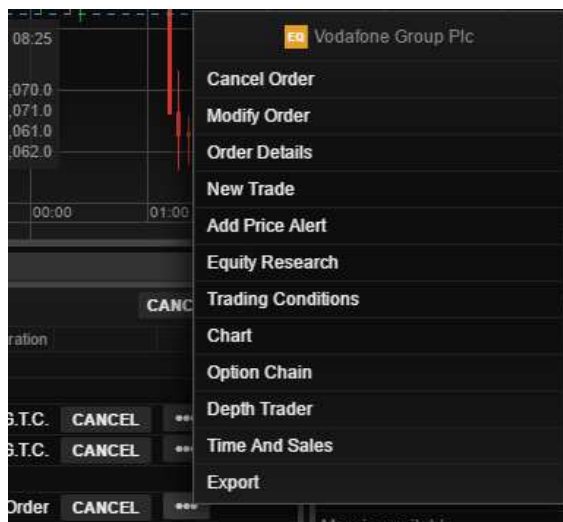 08:25
EQ Vodafone Group Plc
Cancel Order
,070.0
Modify Order
,071.0
,061.0
Order Details
,062.0
New Trade
00:00 01:00
Add Price Alert
Equity Research
Trading Conditions
CANC
Chart
ration
Option Chain
Depth Trader
G.T.C. CANCEL •••
Time And Sales
G.T.C. CANCEL •••
Export
Order CANCEL •••